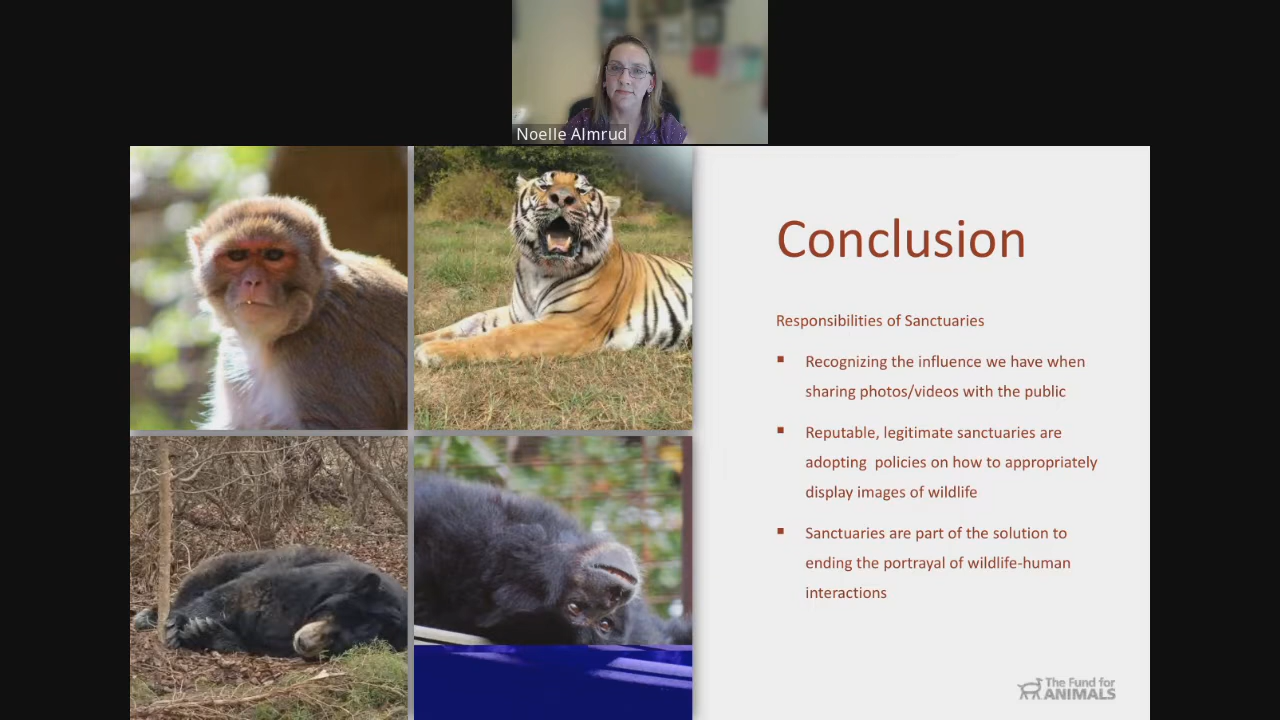 Noelle Almrud
Conclusion
Responsibilities of Sanctuaries
▪ Recognizing the influence we have when
sharing photos/videos with the public
▪ Reputable, legitimate sanctuaries are
adopting policies on how to appropriately
display images of wildlife
▪ Sanctuaries are part of the solution to
ending the portrayal of wildlife-human
interactions
The Fund for
ANIMALS